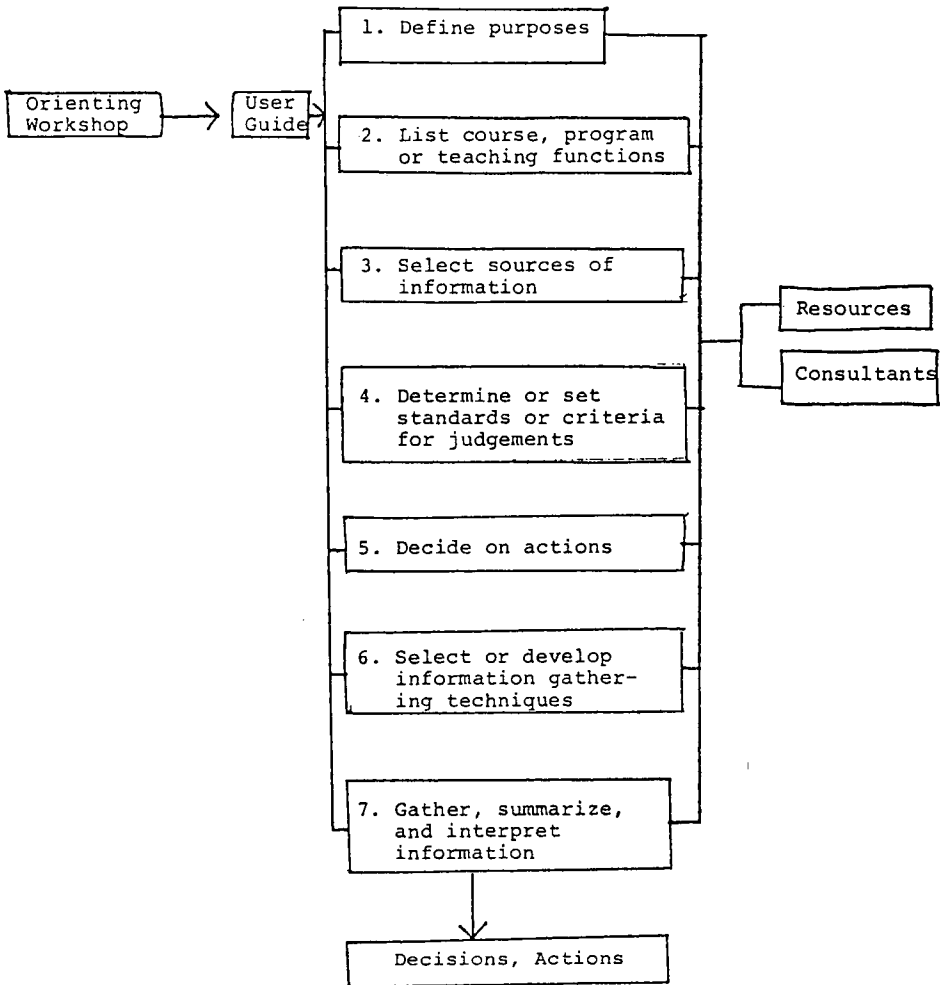 1. Define purposes
Orienting
Workshop
User
Guide
2. List course, program
or teaching functions
3. Select sources of
information
Resources
Consultants
4. Determine or set
standards or criteria
for judgements
5. Decide on actions
6. Select or develop
information gather-
ing techniques
7. Gather, summarize,
and interpret
information
Decisions, Actions